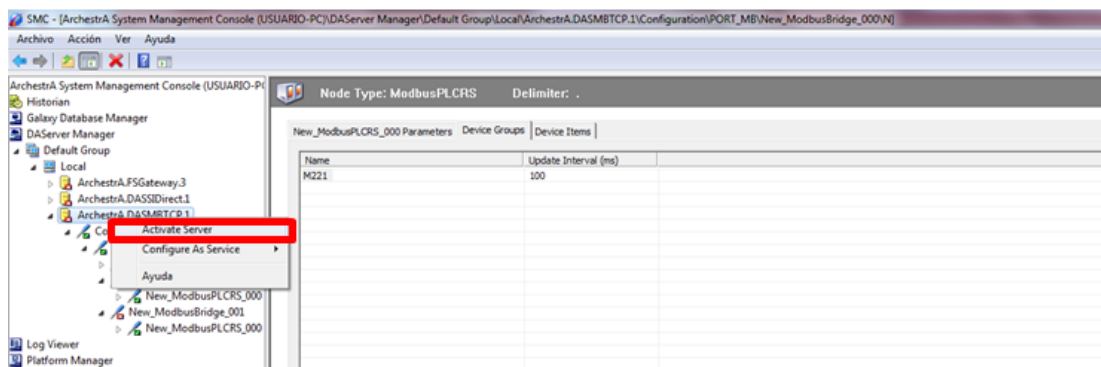 SMC - [ArchestrA System Management Console (USUARIO-PC)\DAServer Manager\Default Group\Local\ArchestrA.DASMBTCP.1\Configuration\PORT_MB\New_ModbusBridge_000\N]
Archivo Acción Ver Ayuda
ArchestrA System Management Console (USUARIO-P
Historian
Galaxy Database Manager
DAServer Manager
Default Group
Local
ArchestrA.FSGateway.3
ArchestrA.DASSIDirect.1
ArchestrA.DASMBTCP.1
Co
Activate Server
Configure As Service
Ayuda
New_ModbusPLCRS_000
New_ModbusBridge_001
New_ModbusPLCRS_000
Log Viewer
Platform Manager
Node Type: ModbusPLCRS Delimiter: .
New_ModbusPLCRS_000 Parameters Device Groups Device Items
Name Update Interval (ms)
M221 100